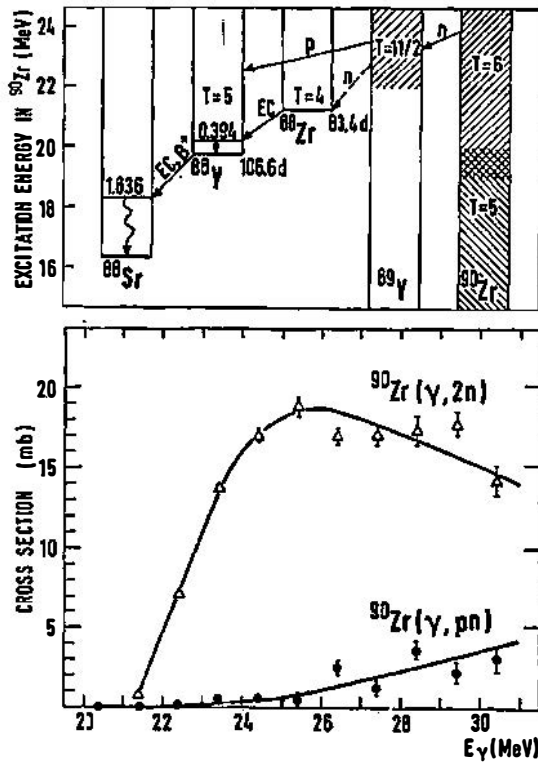 EXCITATION ENERGY IN ⁹⁰Zr (MeV)
24
22
20
18
16
P
n
n
T=11/2
T=6
T=5
T=4
EC
88Zr
83,4d
0.394
88Y
106.6d
EC, β⁺
1.836
88Sr
T=5
89Y
90Zr
CROSS SECTION (mb)
20
15
10
5
⁹⁰Zr(γ,2n)
⁹⁰Zr(γ,pn)
20 22 24 26 28 30
Eγ(MeV)